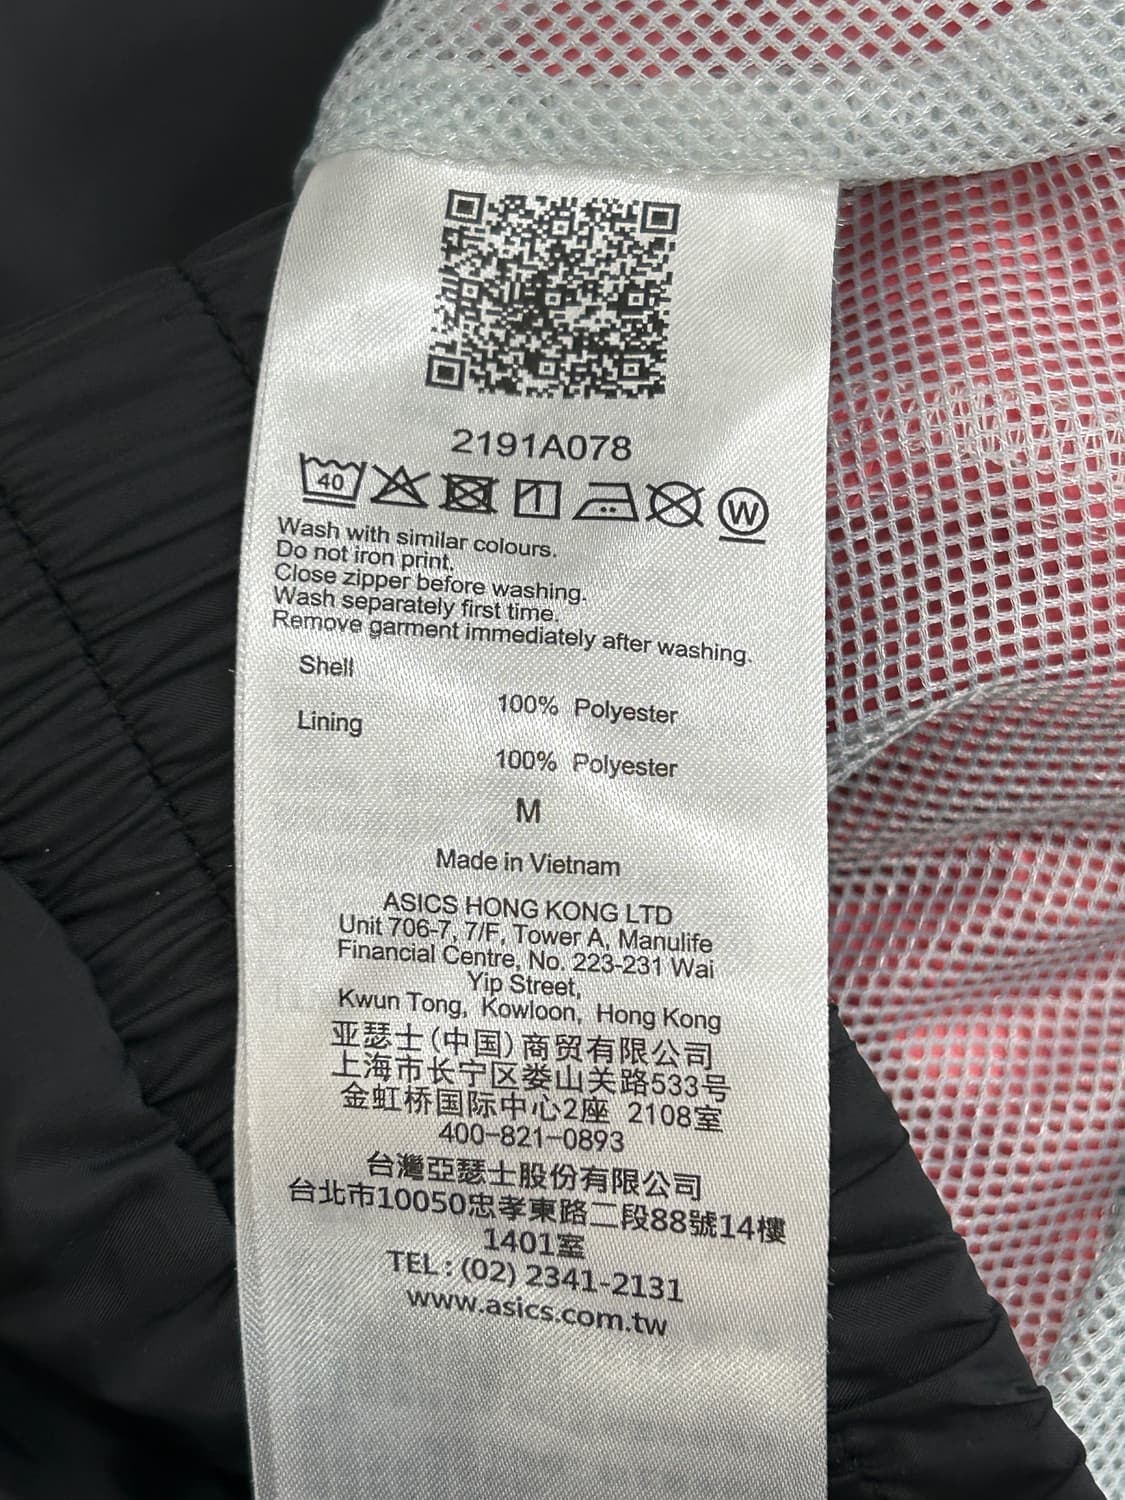 2191A078
40 W
Wash with similar colours.
Do not iron print.
Close zipper before washing.
Wash separately first time.
Remove garment immediately after washing.
Shell
100% Polyester
Lining
100% Polyester
M
Made in Vietnam
ASICS HONG KONG LTD
Unit 706-7, 7/F, Tower A, Manulife
Financial Centre, No. 223-231 Wai
Yip Street,
Kwun Tong, Kowloon, Hong Kong
亚瑟士(中国)商贸有限公司
上海市长宁区娄山关路533号
金虹桥国际中心2座 2108室
400-821-0893
台灣亞瑟士股份有限公司
台北市10050忠孝東路二段88號14樓
1401室
TEL: (02) 2341-2131
www.asics.com.tw